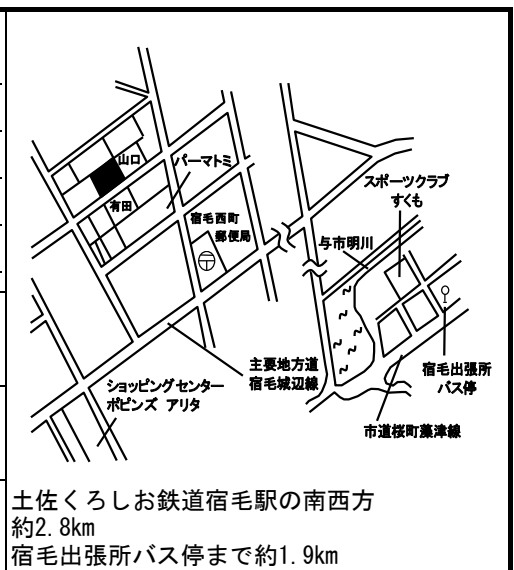 山口
パーマトミ
有田
宿毛西町
郵便局
スポーツクラブ
すくも
与市明川
主要地方道
宿毛城辺線
宿毛出張所
バス停
ショッピングセンター
ポピンズ アリタ
市道桜町藻津線
土佐くろしお鉄道宿毛駅の南西方
約2.8km
宿毛出張所バス停まで約1.9km